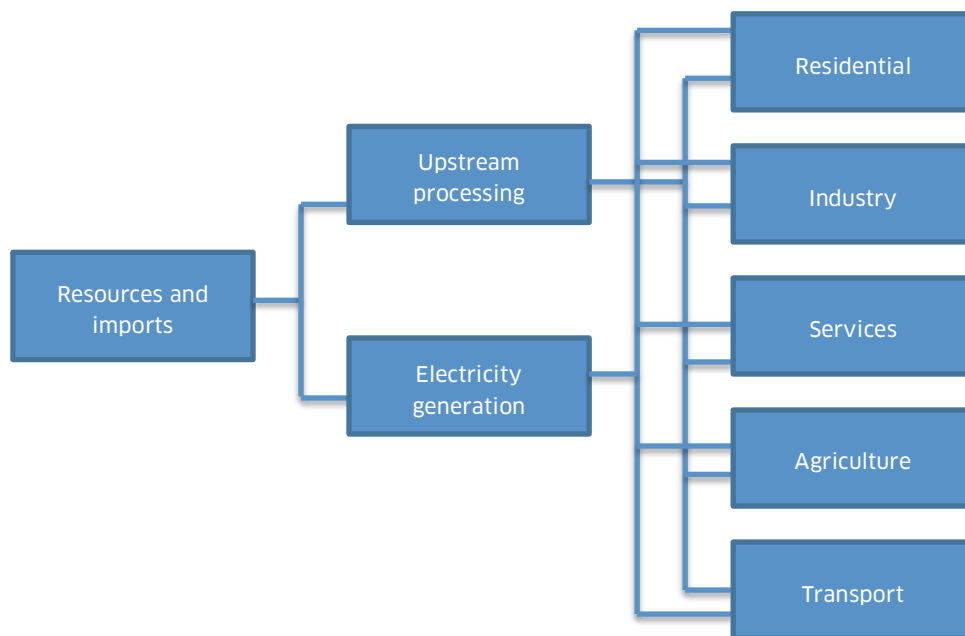 Resources and
imports
Upstream
processing
Electricity
generation
Residential
Industry
Services
Agriculture
Transport